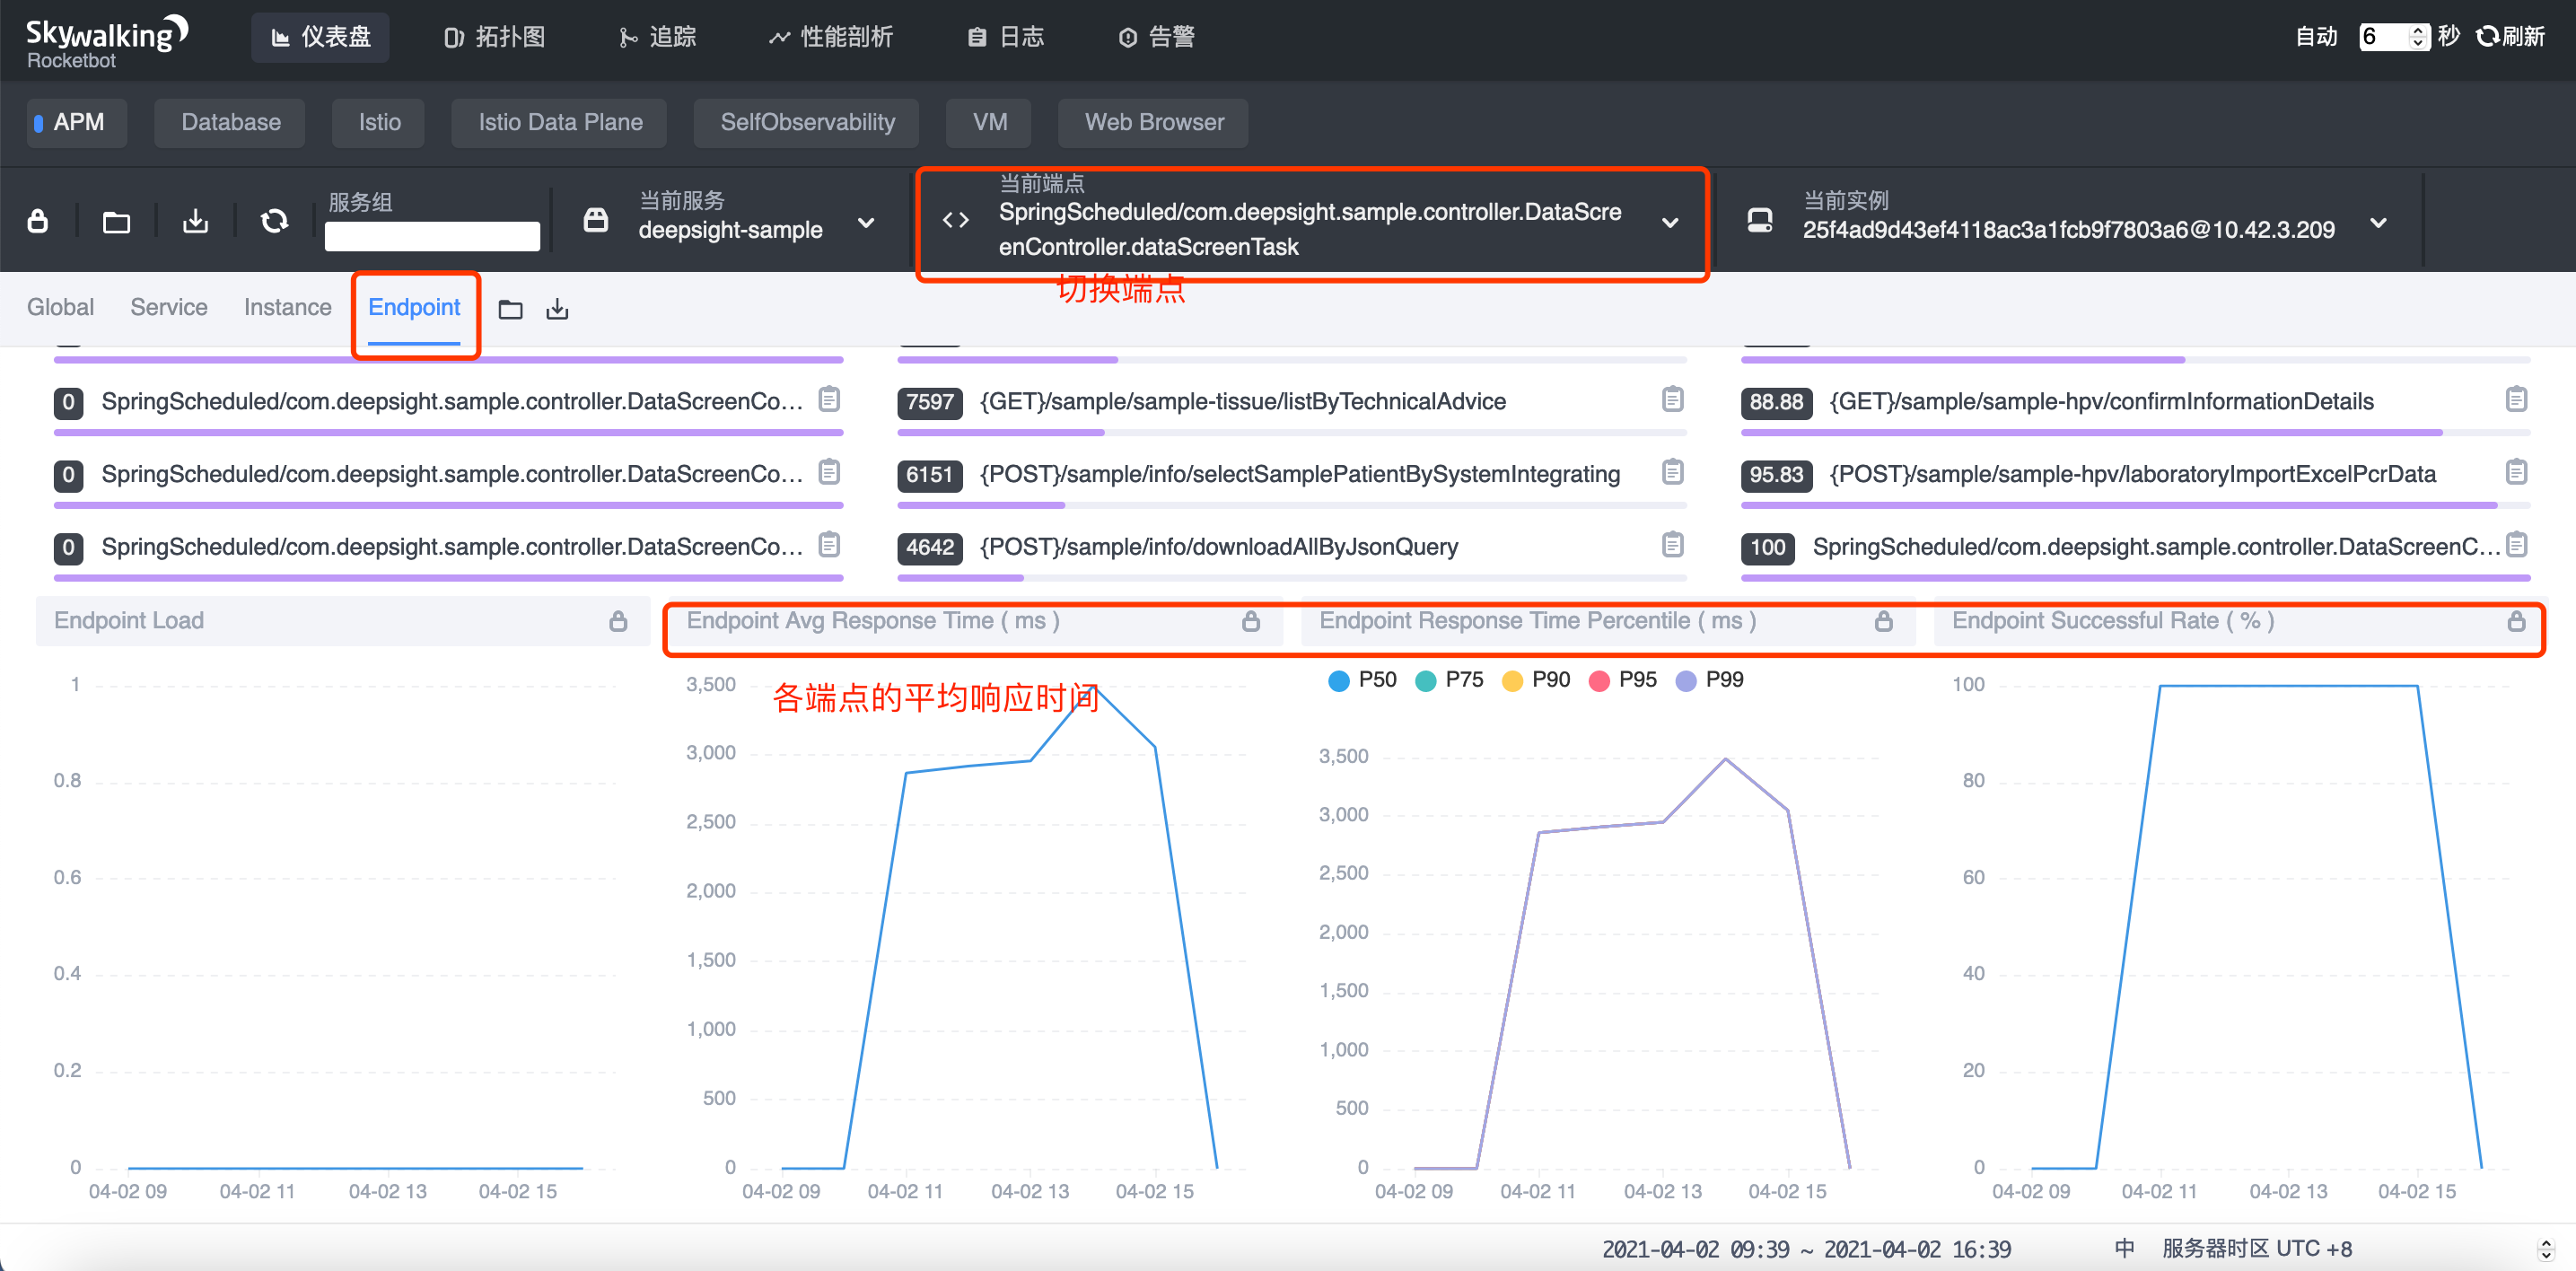 Skywalking
Rocketbot
仪表盘
拓扑图
追踪
性能剖析
日志
告警
自动 6 秒 刷新
APM
Database
Istio
Istio Data Plane
SelfObservability
VM
Web Browser
服务组
当前服务
deepsight-sample
当前端点
SpringScheduled/com.deepsight.sample.controller.DataScre
enController.dataScreenTask
当前实例
25f4ad9d43ef4118ac3a1fcb9f7803a6@10.42.3.209
切换端点
Global
Service
Instance
Endpoint
0 SpringScheduled/com.deepsight.sample.controller.DataScreenCo...
7597 {GET}/sample/sample-tissue/listByTechnicalAdvice
88.88 {GET}/sample/sample-hpv/confirmInformationDetails
0 SpringScheduled/com.deepsight.sample.controller.DataScreenCo...
6151 {POST}/sample/info/selectSamplePatientBySystemIntegrating
95.83 {POST}/sample/sample-hpv/laboratoryImportExcelPcrData
0 SpringScheduled/com.deepsight.sample.controller.DataScreenCo...
4642 {POST}/sample/info/downloadAllByJsonQuery
100 SpringScheduled/com.deepsight.sample.controller.DataScreenC...
Endpoint Load
1
0.8
0.6
0.4
0.2
0
04-02 09
04-02 11
04-02 13
04-02 15
Endpoint Avg Response Time ( ms )
各端点的平均响应时间
3,500
3,000
2,500
2,000
1,500
1,000
500
0
04-02 09
04-02 11
04-02 13
04-02 15
Endpoint Response Time Percentile ( ms )
P50
P75
P90
P95
P99
3,500
3,000
2,500
2,000
1,500
1,000
500
0
04-02 09
04-02 11
04-02 13
04-02 15
Endpoint Successful Rate ( % )
100
80
60
40
20
0
04-02 09
04-02 11
04-02 13
04-02 15
2021-04-02 09:39 ~ 2021-04-02 16:39
中
服务器时区 UTC +8